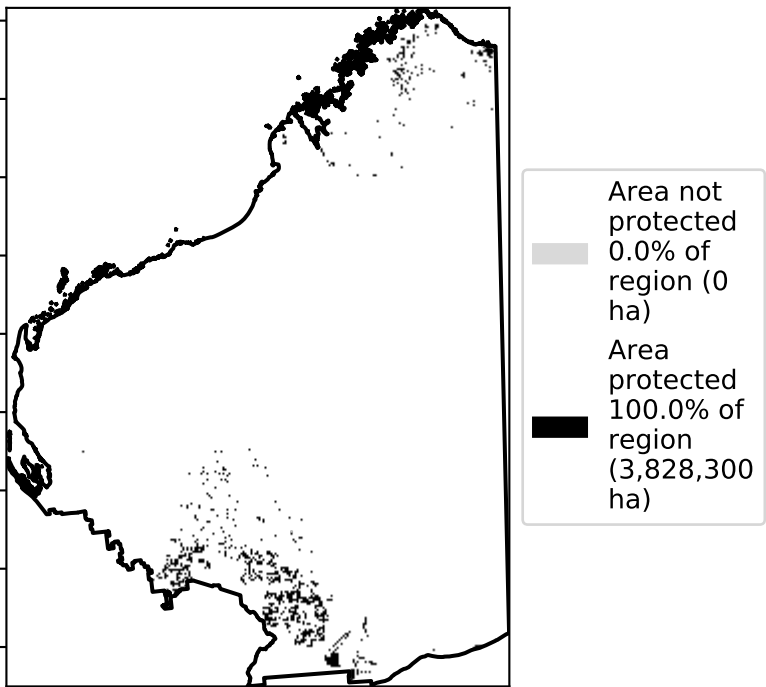 Area not
protected
0.0% of
region (0
ha)
Area
protected
100.0% of
region
(3,828,300
ha)